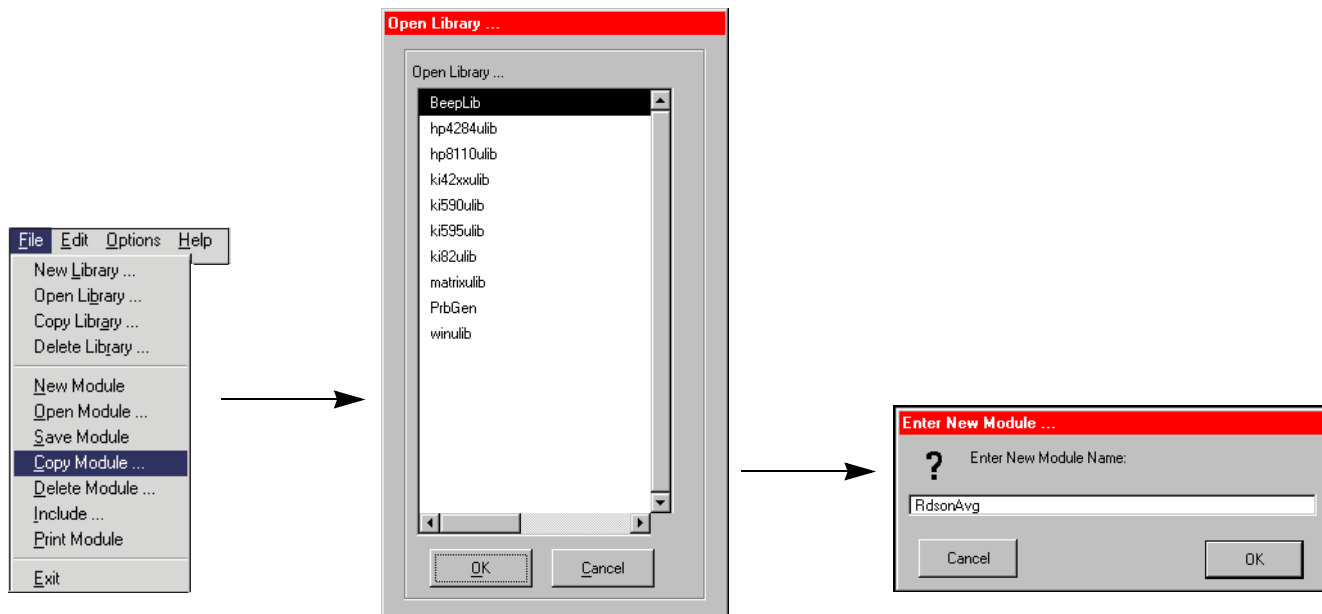 File Edit Options Help
New Library ...
Open Library ...
Copy Library ...
Delete Library ...
New Module
Open Module ...
Save Module
Copy Module ...
Delete Module ...
Include ...
Print Module
Exit
Open Library ...
Open Library ...
BeepLib
hp4284ulib
hp8110ulib
ki42xxulib
ki590ulib
ki595ulib
ki82ulib
matrixulib
PrbGen
winulib
OK Cancel
Enter New Module ...
? Enter New Module Name:
RdsonAvg
Cancel OK